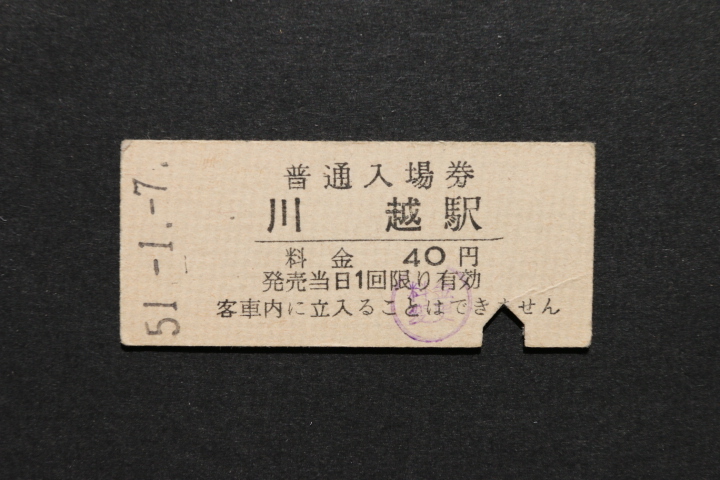 51-1.-7.
普通入場券
川越駅
料金 40円
発売当日1回限り有効
客車内に立入ることはできません